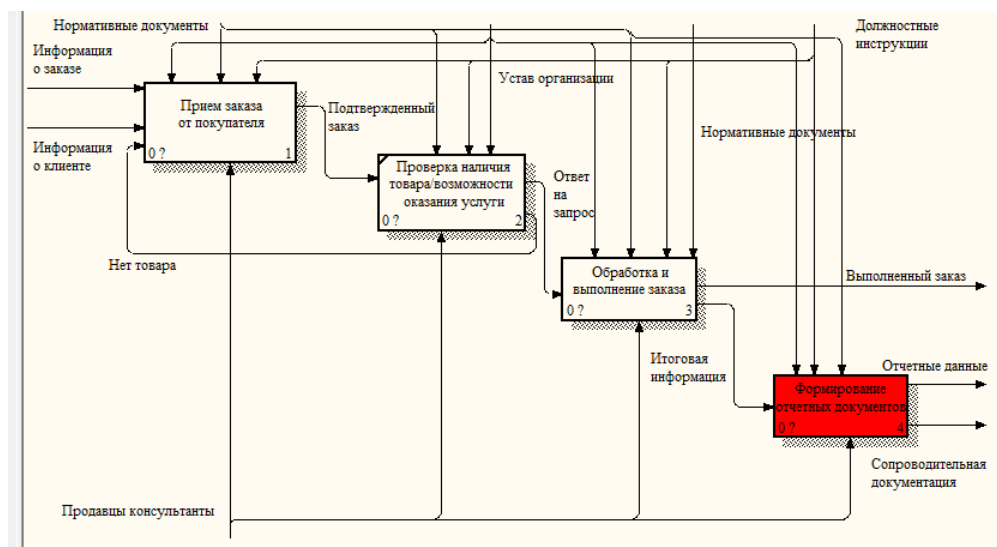 Нормативные документы
Должностные
инструкции
Информация
о заказе
Устав организации
Прием заказа
от покупателя
0 ?
1
Подтвержденный
заказ
Нормативные документы
Информация
о клиенте
Проверка наличия
товара/возможности
оказания услуги
0 ?
2
Ответ
на
запрос
Нет товара
Обработка и
выполнение заказа
0 ?
3
Выполненный заказ
Итоговая
информация
Отчетные данные
Формирование
отчетных документов
0 ?
4
Сопроводительная
документация
Продавцы консультанты